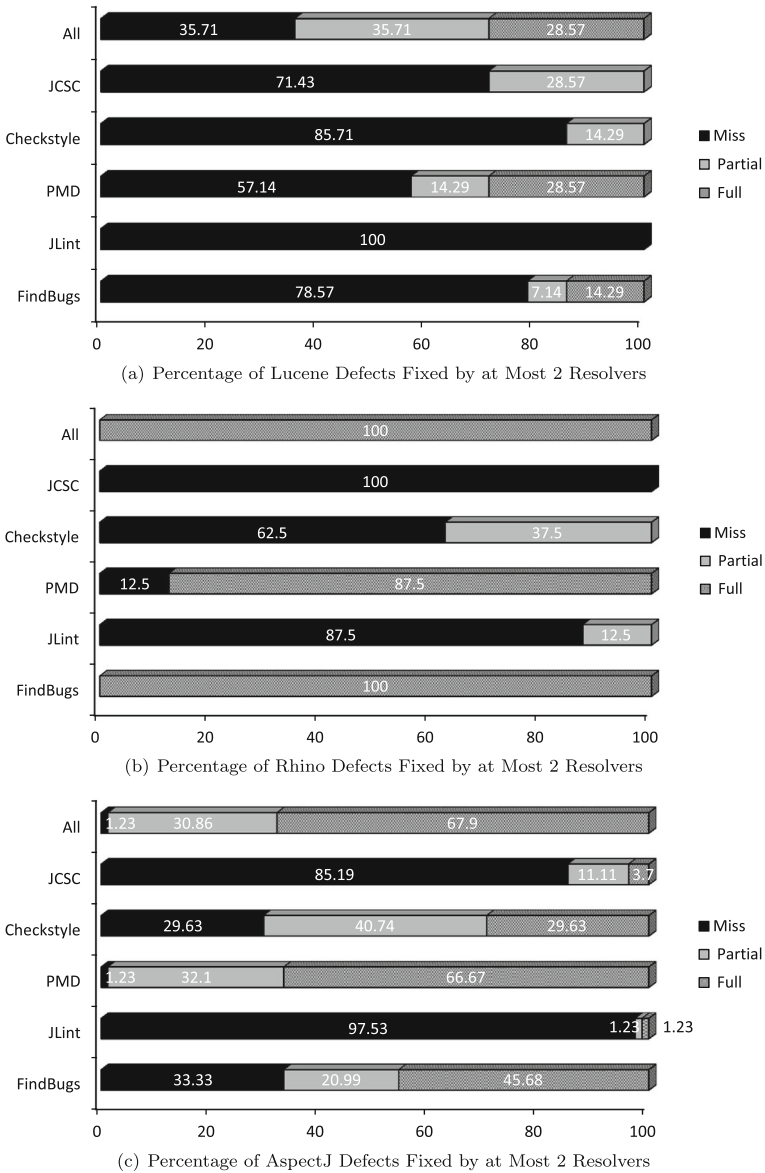 All 35.71 35.71 28.57
JCSC 71.43 28.57
Checkstyle 85.71 14.29
PMD 57.14 14.29 28.57
JLint 100
FindBugs 78.57 7.14 14.29
0 20 40 60 80 100
Miss
Partial
Full
(a) Percentage of Lucene Defects Fixed by at Most 2 Resolvers
All 100
JCSC 100
Checkstyle 62.5 37.5
PMD 12.5 87.5
JLint 87.5 12.5
FindBugs 100
0 20 40 60 80 100
Miss
Partial
Full
(b) Percentage of Rhino Defects Fixed by at Most 2 Resolvers
All 1.23 30.86 67.9
JCSC 85.19 11.11 3.7
Checkstyle 29.63 40.74 29.63
PMD 1.23 32.1 66.67
JLint 97.53 1.23 1.23
FindBugs 33.33 20.99 45.68
0 20 40 60 80 100
Miss
Partial
Full
(c) Percentage of AspectJ Defects Fixed by at Most 2 Resolvers